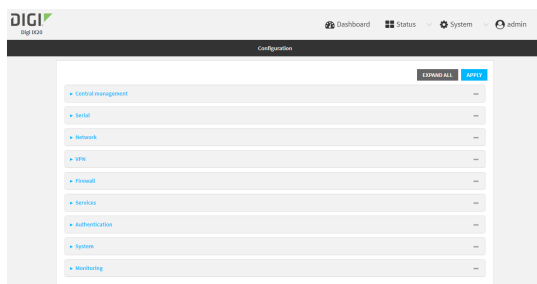 DIGI
Digi IX20
Dashboard
Status
System
admin
Configuration
EXPAND ALL
APPLY
Central management
Serial
Network
VPN
Firewall
Services
Authentication
System
Monitoring